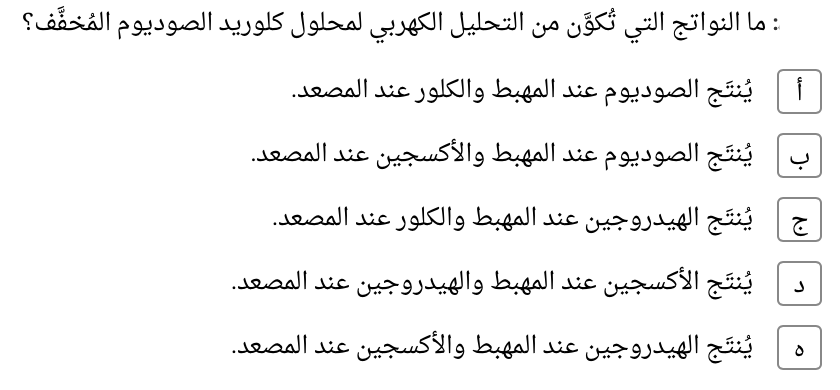 : ما النواتج التي تُكوَّن من التحليل الكهربي لمحلول كلوريد الصوديوم المُخفَّف؟
أ يُنتَج الصوديوم عند المهبط والكلور عند المصعد.
ب يُنتَج الصوديوم عند المهبط والأكسجين عند المصعد.
ج يُنتَج الهيدروجين عند المهبط والكلور عند المصعد.
د يُنتَج الأكسجين عند المهبط والهيدروجين عند المصعد.
ه يُنتَج الهيدروجين عند المهبط والأكسجين عند المصعد.